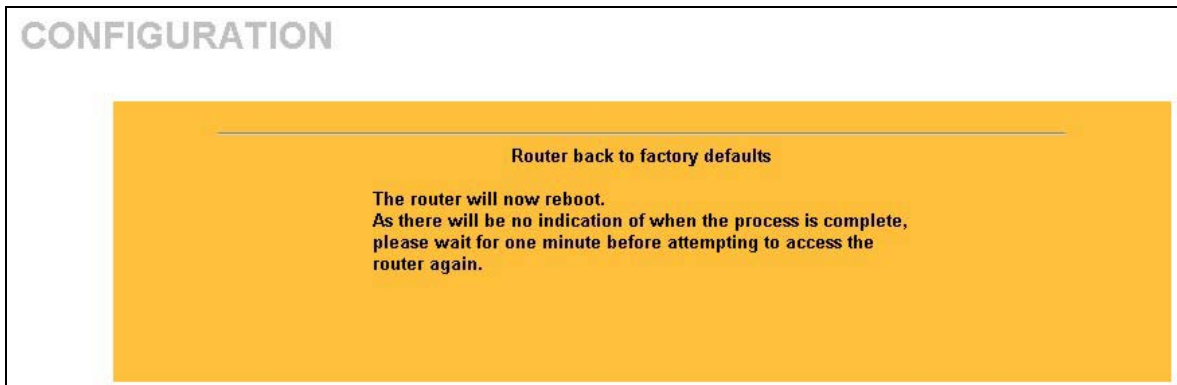 CONFIGURATION
Router back to factory defaults
The router will now reboot.
As there will be no indication of when the process is complete,
please wait for one minute before attempting to access the
router again.